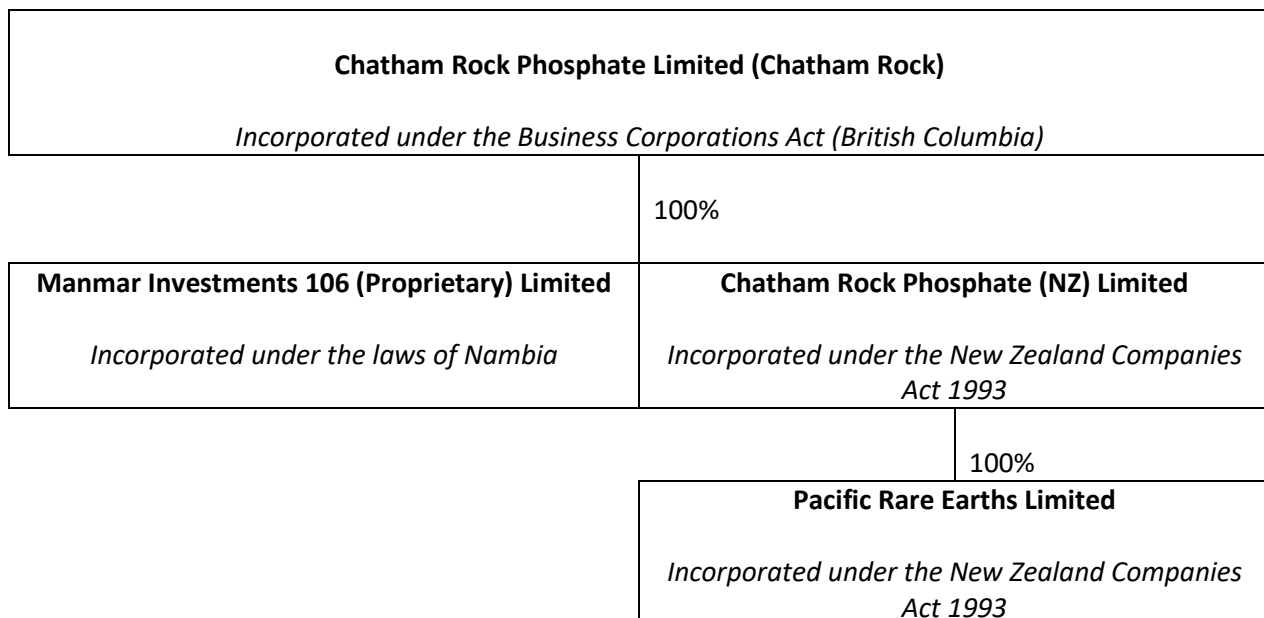 Chatham Rock Phosphate Limited (Chatham Rock)
Incorporated under the Business Corporations Act (British Columbia)
100%
Manmar Investments 106 (Proprietary) Limited
Incorporated under the laws of Nambia
Chatham Rock Phosphate (NZ) Limited
Incorporated under the New Zealand Companies
Act 1993
100%
Pacific Rare Earths Limited
Incorporated under the New Zealand Companies
Act 1993